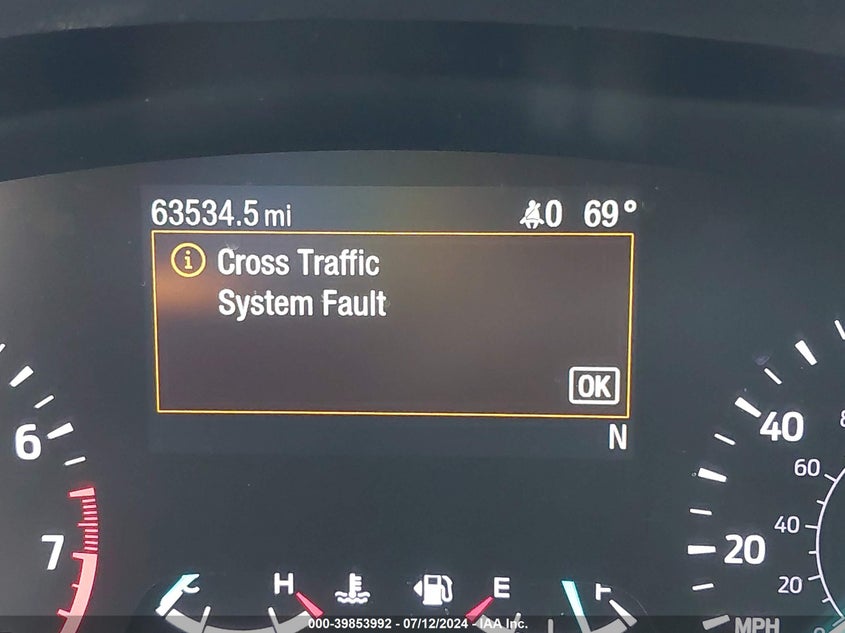 63534.5 mi 0 69°
i Cross Traffic
System Fault
OK
N
6
7
40
60
40
20
20
MPH
H
E
F
000-39853992 - 07/12/2024 - IAA Inc.